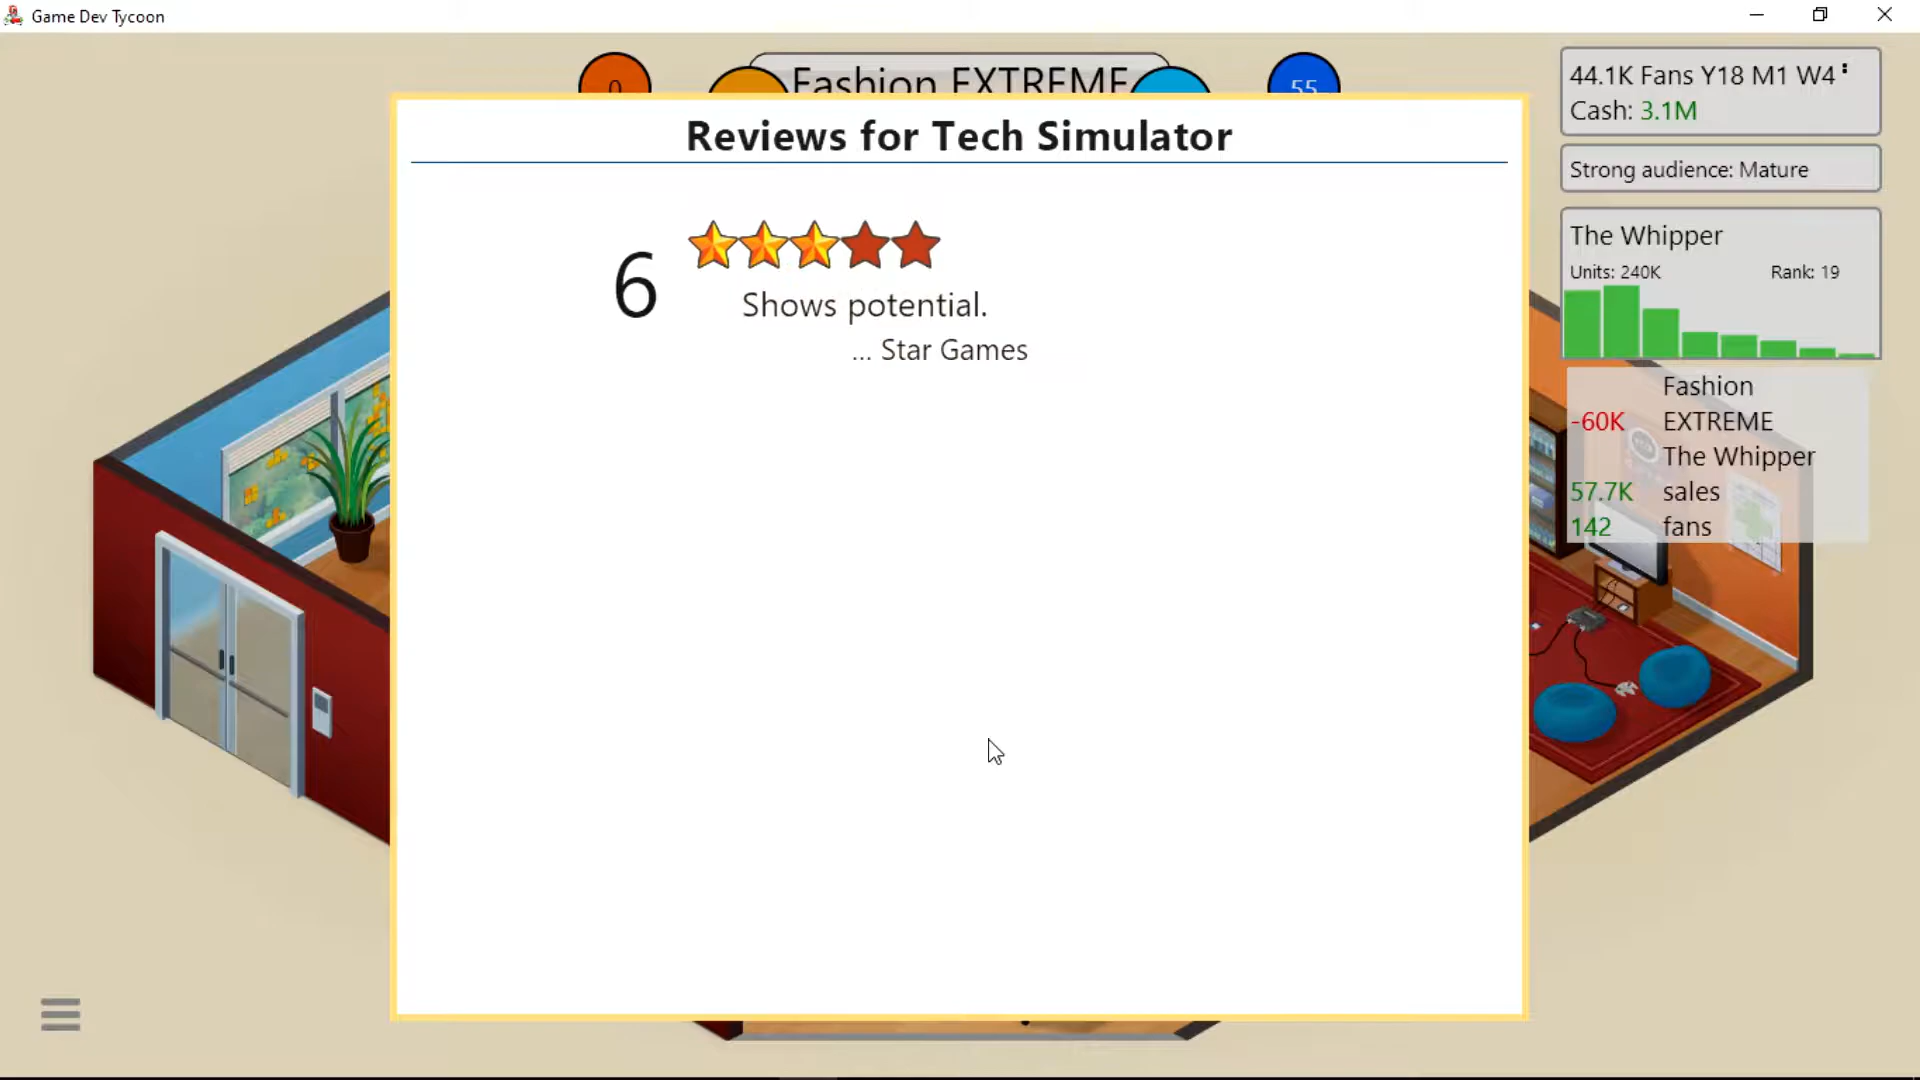 Game Dev Tycoon
0
Fashion EXTREME
55
44.1K Fans Y18 M1 W4
Cash: 3.1M
Strong audience: Mature
Reviews for Tech Simulator
6
Shows potential.
... Star Games
The Whipper
Units: 240K Rank: 19
Fashion
-60K EXTREME
The Whipper
57.7K sales
142 fans